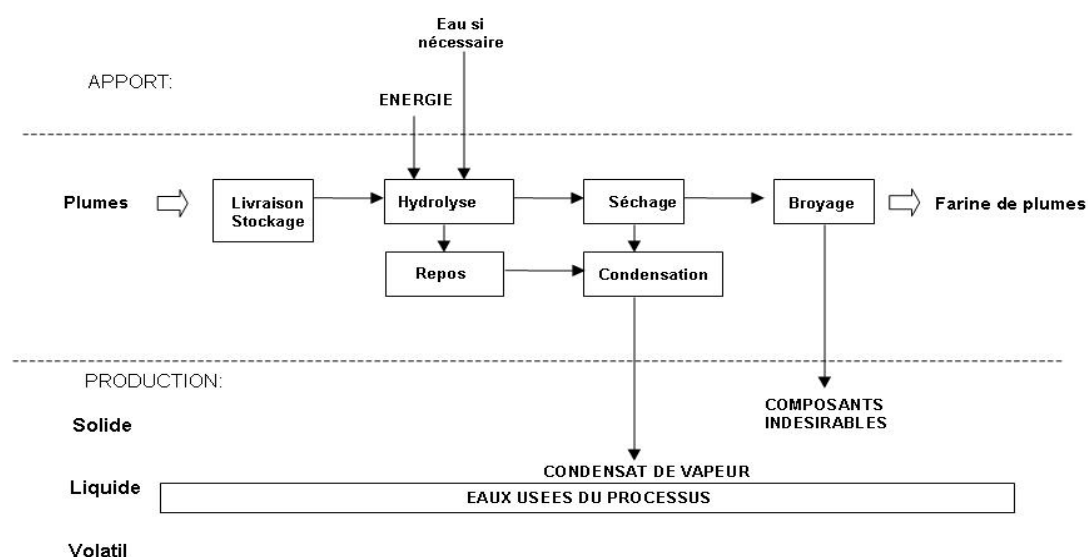 Eau si
nécessaire
APPORT:
ENERGIE
Plumes
Livraison
Stockage
Hydrolyse
Séchage
Broyage
Farine de plumes
Repos
Condensation
PRODUCTION:
Solide
COMPOSANTS
INDESIRABLES
CONDENSAT DE VAPEUR
Liquide
EAUX USEES DU PROCESSUS
Volatil